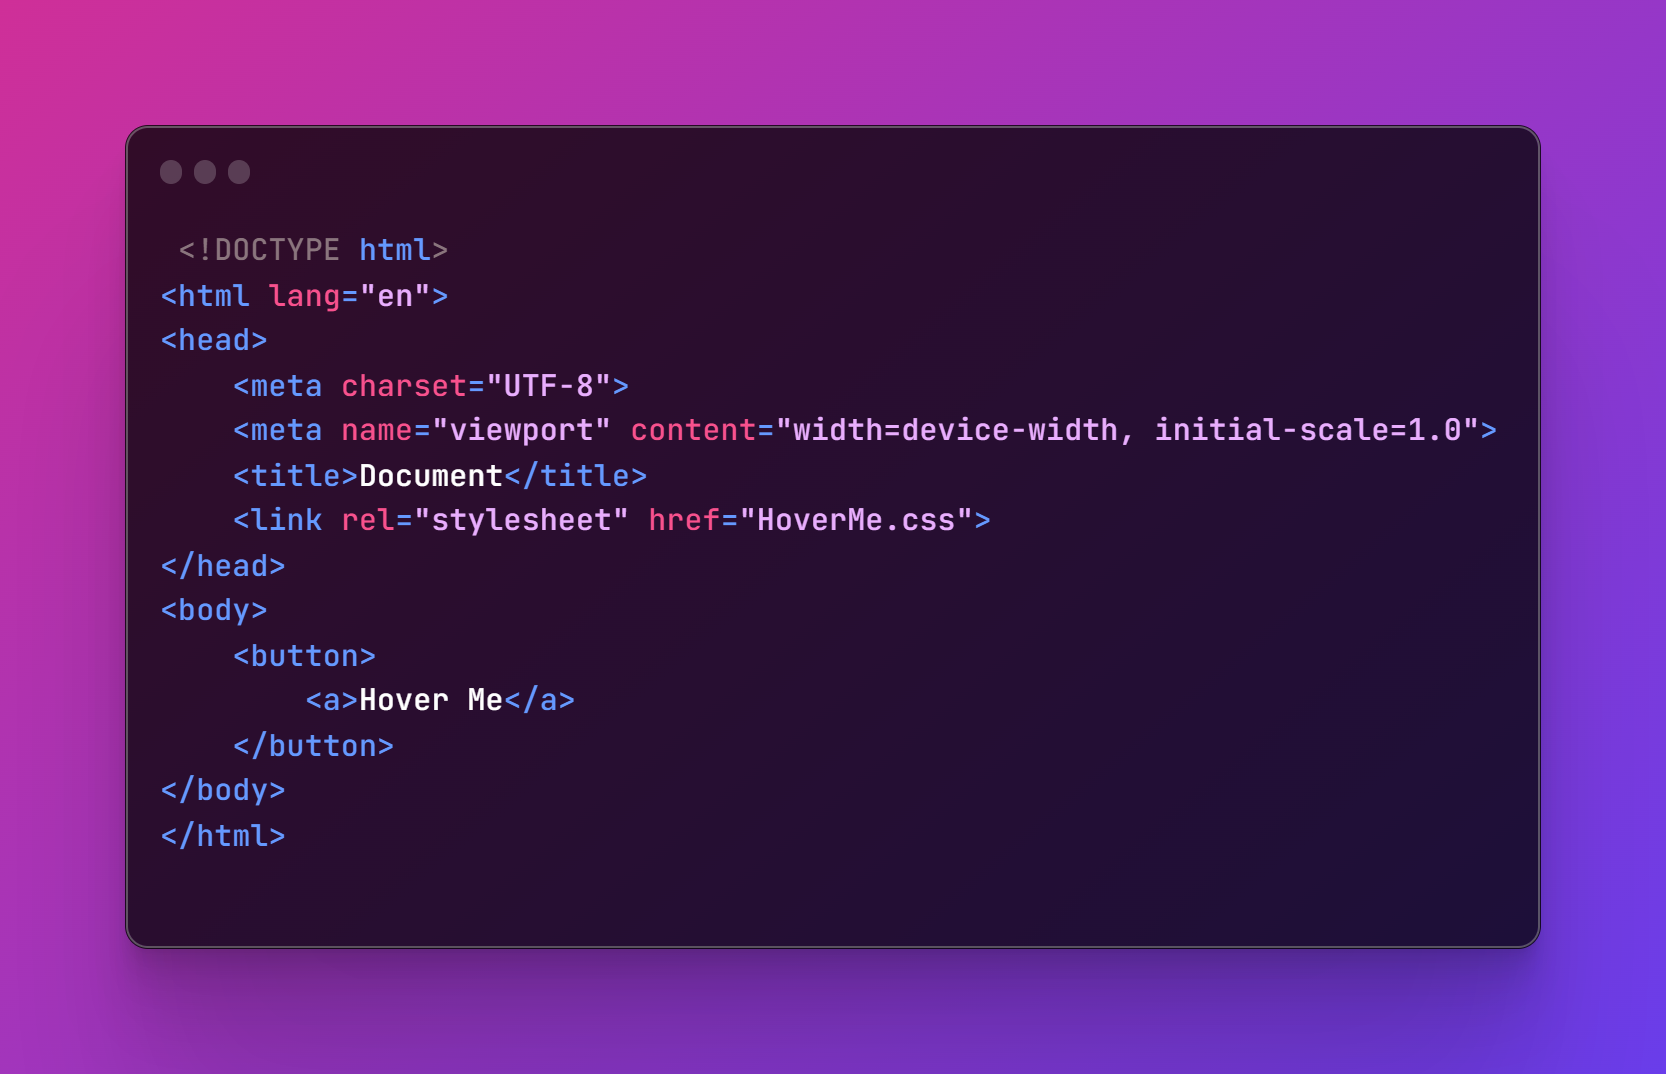 <!DOCTYPE html>
<html lang="en">
<head>
    <meta charset="UTF-8">
    <meta name="viewport" content="width=device-width, initial-scale=1.0">
    <title>Document</title>
    <link rel="stylesheet" href="HoverMe.css">
</head>
<body>
    <button>
        <a>Hover Me</a>
    </button>
</body>
</html>